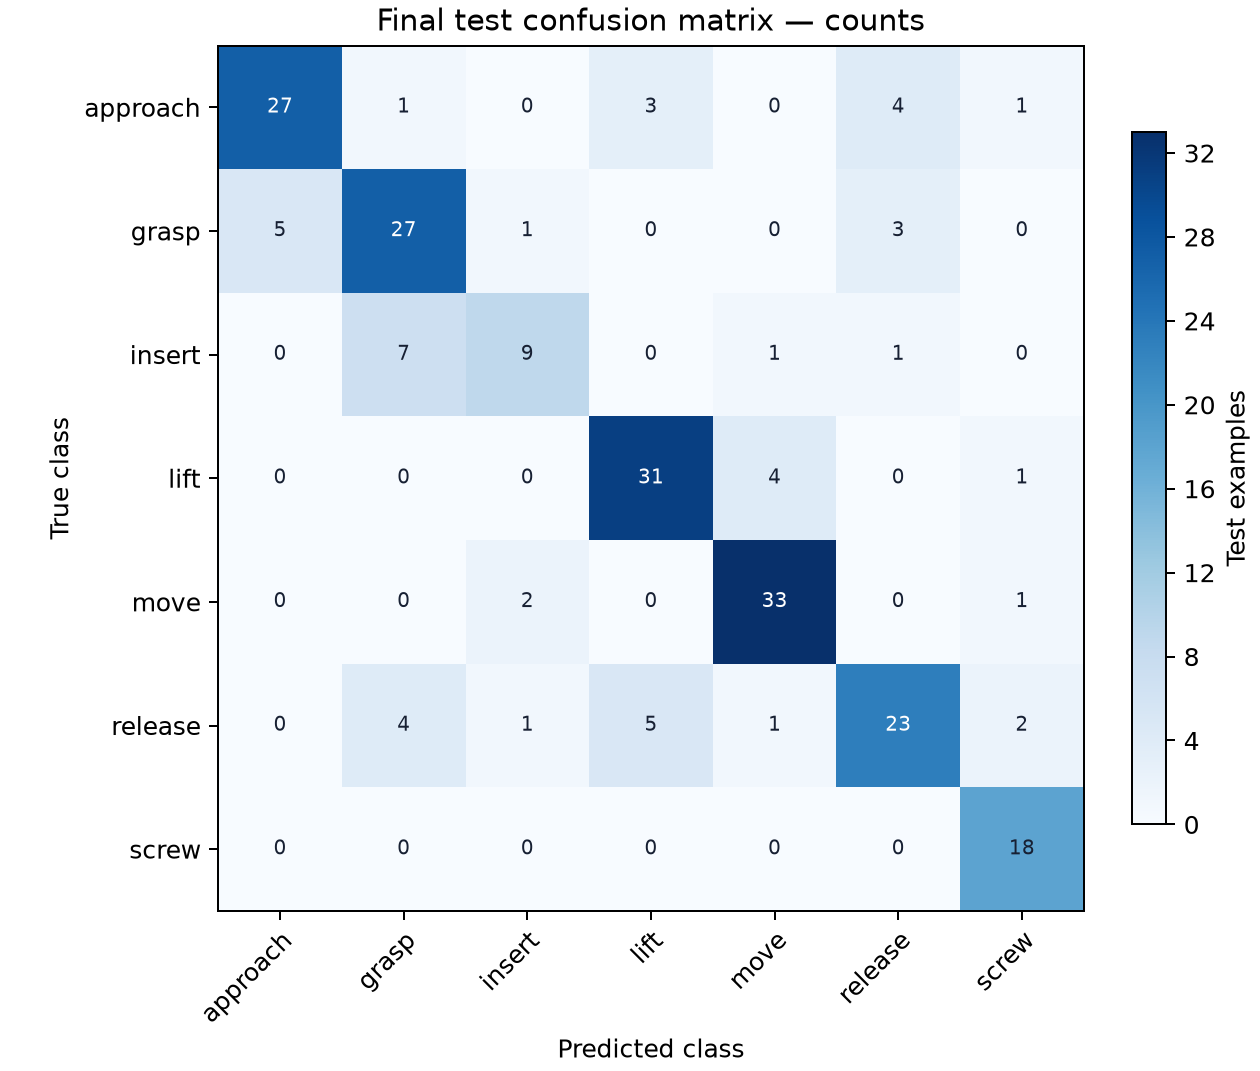 Final test confusion matrix — counts
approach 27 1 0 3 0 4 1
grasp 5 27 1 0 0 3 0
insert 0 7 9 0 1 1 0
lift 0 0 0 31 4 0 1
move 0 0 2 0 33 0 1
release 0 4 1 5 1 23 2
screw 0 0 0 0 0 0 18
approach grasp insert lift move release screw
Predicted class
True class
32
28
24
20
16
12
8
4
0
Test examples